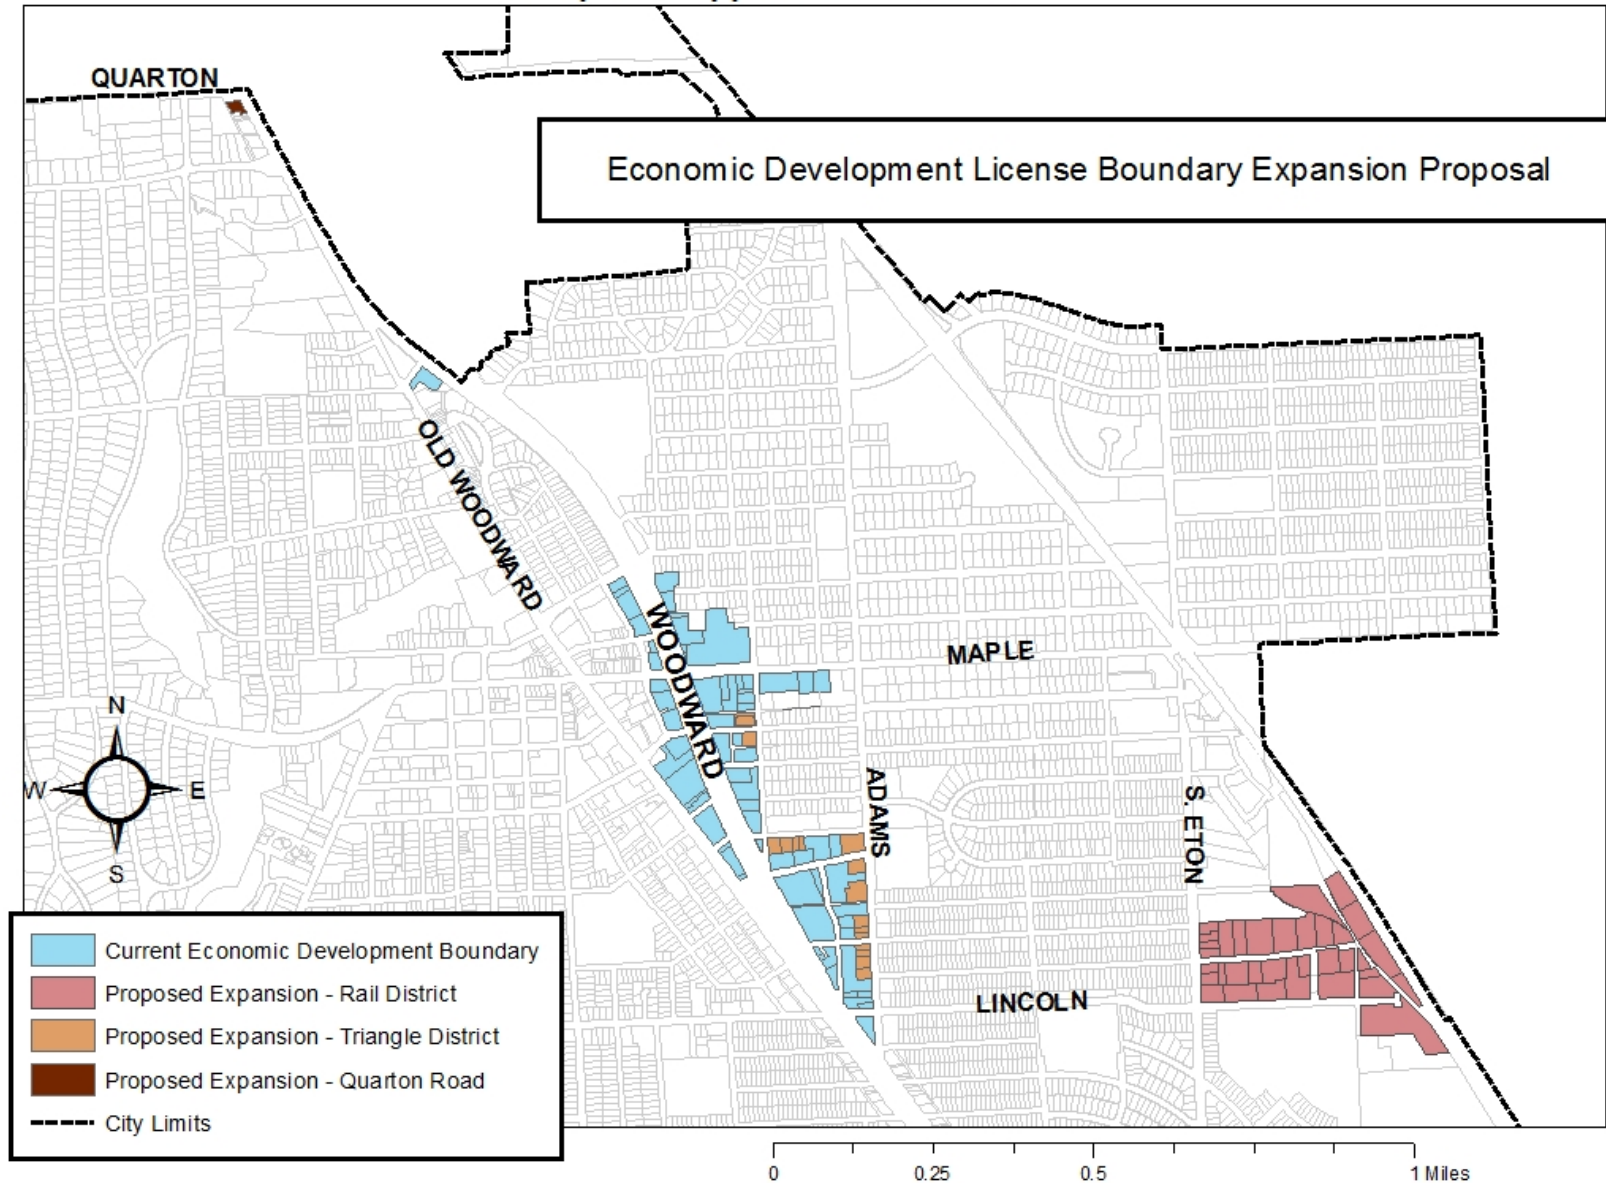 QUARTON
Economic Development License Boundary Expansion Proposal
OLD WOODWARD
WOODWARD
MAPLE
ADAMS
S. ETON
LINCOLN
N
W
E
S
Current Economic Development Boundary
Proposed Expansion - Rail District
Proposed Expansion - Triangle District
Proposed Expansion - Quarton Road
City Limits
0 0.25 0.5 1 Miles